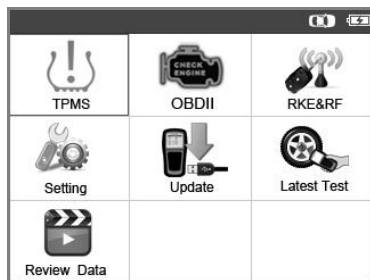 CHECK
ENGINE
TPMS
OBDII
RKE&RF
Setting
Update
Latest Test
Review Data